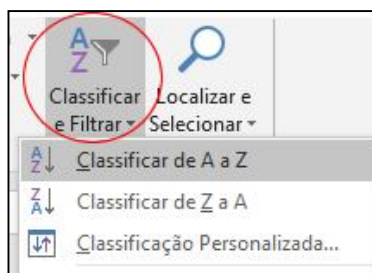 Classificar
e Filtrar
Localizar e
Selecionar
Classificar de A a Z
Classificar de Z a A
Classificação Personalizada...